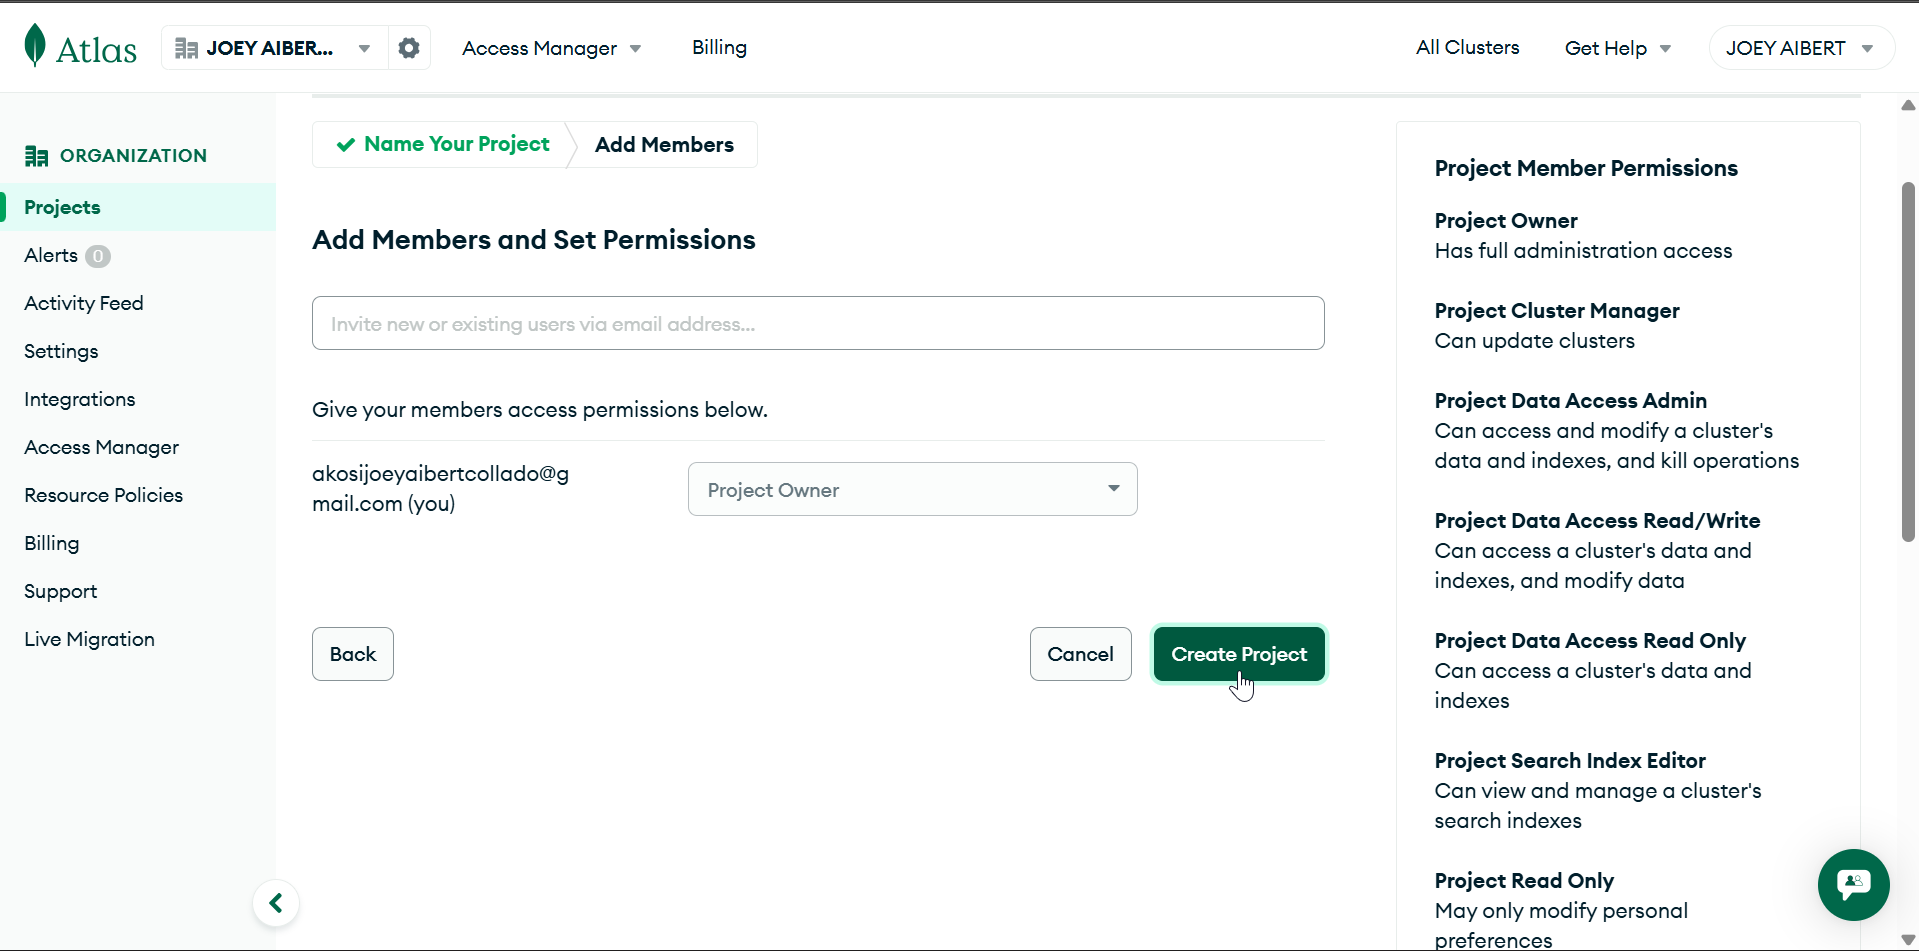 Atlas
JOEY AIBER...
Access Manager
Billing
All Clusters
Get Help
JOEY AIBERT
ORGANIZATION
Projects
Alerts 0
Activity Feed
Settings
Integrations
Access Manager
Resource Policies
Billing
Support
Live Migration
Name Your Project
Add Members
Add Members and Set Permissions
Invite new or existing users via email address...
Give your members access permissions below.
akosijoeyaibertcollado@g
mail.com (you)
Project Owner
Back
Cancel
Create Project
Project Member Permissions
Project Owner
Has full administration access
Project Cluster Manager
Can update clusters
Project Data Access Admin
Can access and modify a cluster's
data and indexes, and kill operations
Project Data Access Read/Write
Can access a cluster's data and
indexes, and modify data
Project Data Access Read Only
Can access a cluster's data and
indexes
Project Search Index Editor
Can view and manage a cluster's
search indexes
Project Read Only
May only modify personal
preferences